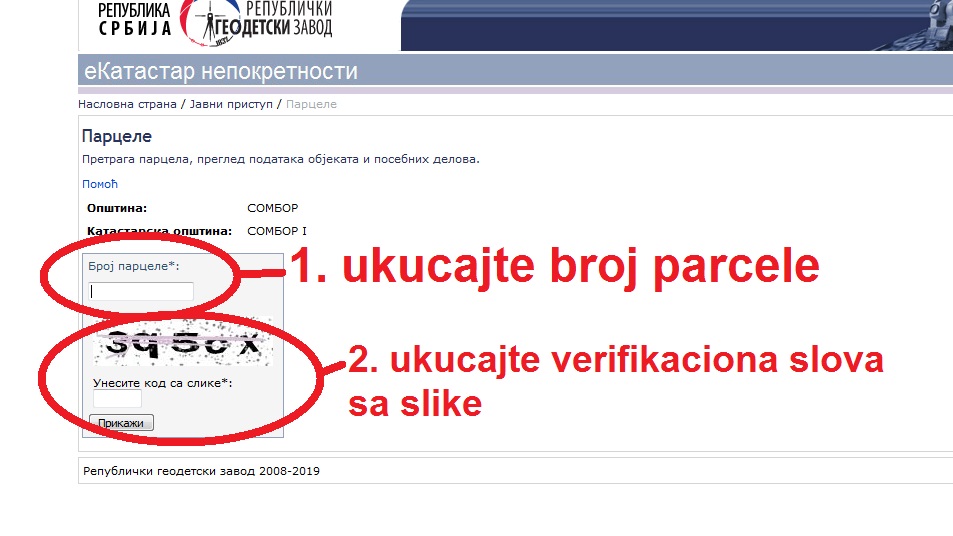 РЕПУБЛИКА
СРБИЈА
РЕПУБЛИЧКИ
ГЕОДЕТСКИ ЗАВОД
еКатастар непокретности
Насловна страна / Јавни приступ / Парцеле
Парцеле
Претрага парцела, преглед података објеката и посебних делова.
Помоћ
Општина: СОМБОР
Катастарска општина: СОМБОР I
Број парцеле*:
1. ukucajte broj parcele
2. ukucajte verifikaciona slova
sa slike
Унесите код са слике*:
Прикажи
Републички геодетски завод 2008-2019